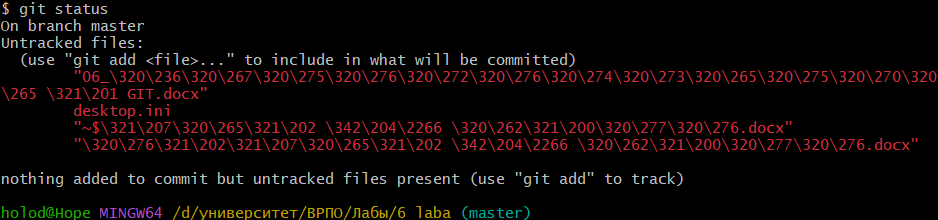 $ git status
On branch master
Untracked files:
  (use "git add <file>..." to include in what will be committed)
        "06_\320\236\320\267\320\275\320\276\320\272\320\276\320\274\320\273\320\265\320\275\320\270\320
\265 \321\201 GIT.docx"
        desktop.ini
        "~$\321\207\320\265\321\202 \342\204\2266 \320\262\321\200\320\277\320\276.docx"
        "\320\276\321\202\321\207\320\265\321\202 \342\204\2266 \320\262\321\200\320\277\320\276.docx"
nothing added to commit but untracked files present (use "git add" to track)
holod@Hope MINGW64 /d/университет/ВРПО/Лабы/6 laba (master)